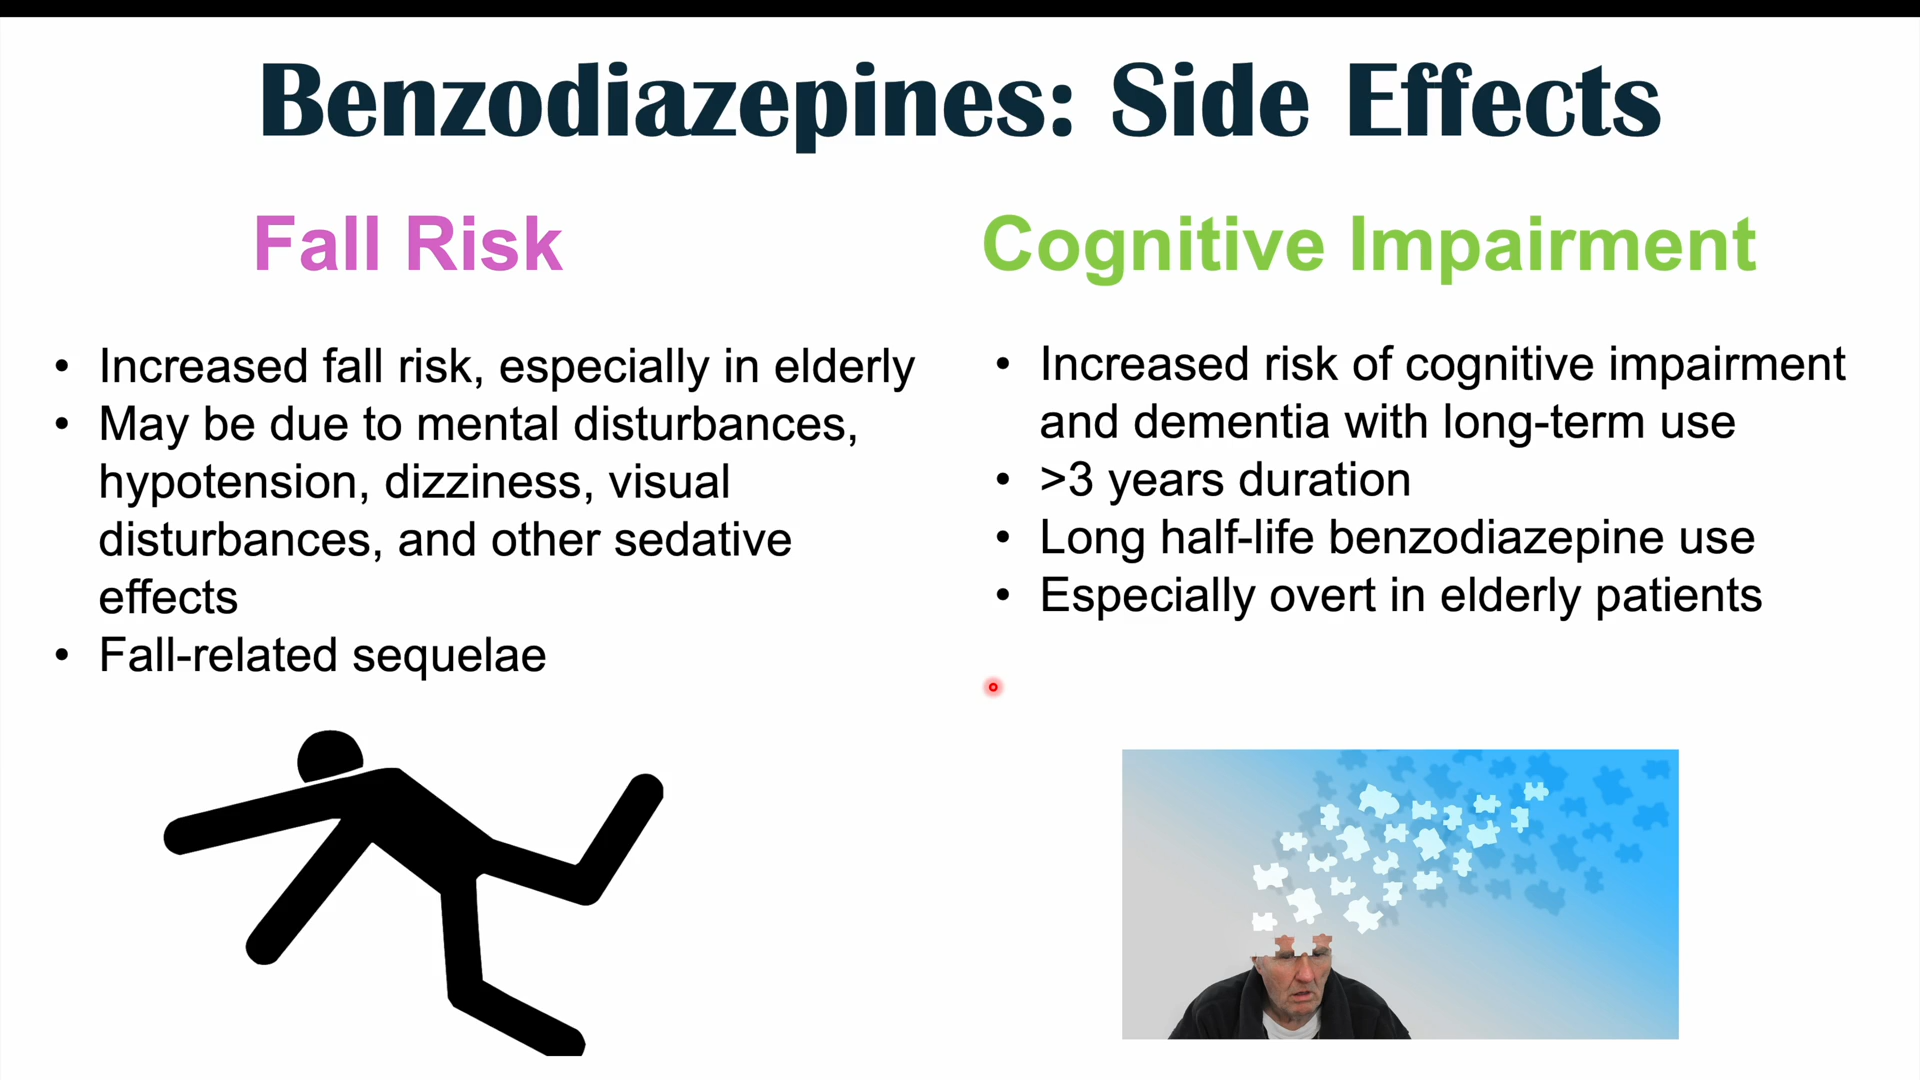 Benzodiazepines: Side Effects
Fall Risk
• Increased fall risk, especially in elderly
• May be due to mental disturbances,
hypotension, dizziness, visual
disturbances, and other sedative
effects
• Fall-related sequelae
Cognitive Impairment
• Increased risk of cognitive impairment
and dementia with long-term use
• >3 years duration
• Long half-life benzodiazepine use
• Especially overt in elderly patients